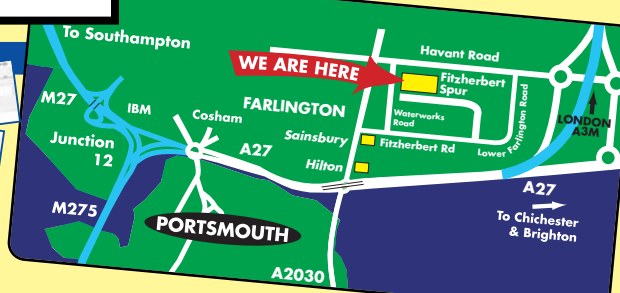 To Southampton
Havant Road
WE ARE HERE
Fitzherbert
Spur
M27
IBM
FARLINGTON
Cosham
Waterworks
Road
Farlington Road
Lower
LONDON
A3M
Junction
12
Sainsbury
Fitzherbert Rd
A27
Hilton
M275
PORTSMOUTH
A27
To Chichester
& Brighton
A2030